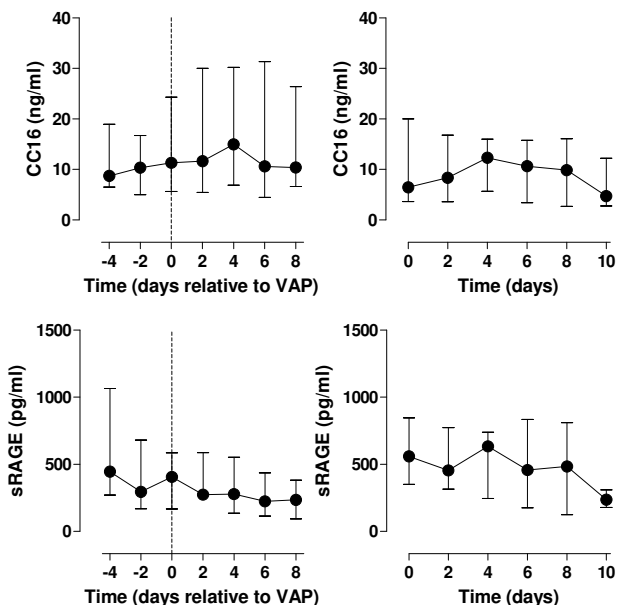 CC16 (ng/ml)
40
30
20
10
0
-4 -2 0 2 4 6 8
Time (days relative to VAP)
CC16 (ng/ml)
40
30
20
10
0
0 2 4 6 8 10
Time (days)
sRAGE (pg/ml)
1500
1000
500
0
-4 -2 0 2 4 6 8
Time (days relative to VAP)
sRAGE (pg/ml)
1500
1000
500
0
0 2 4 6 8 10
Time (days)